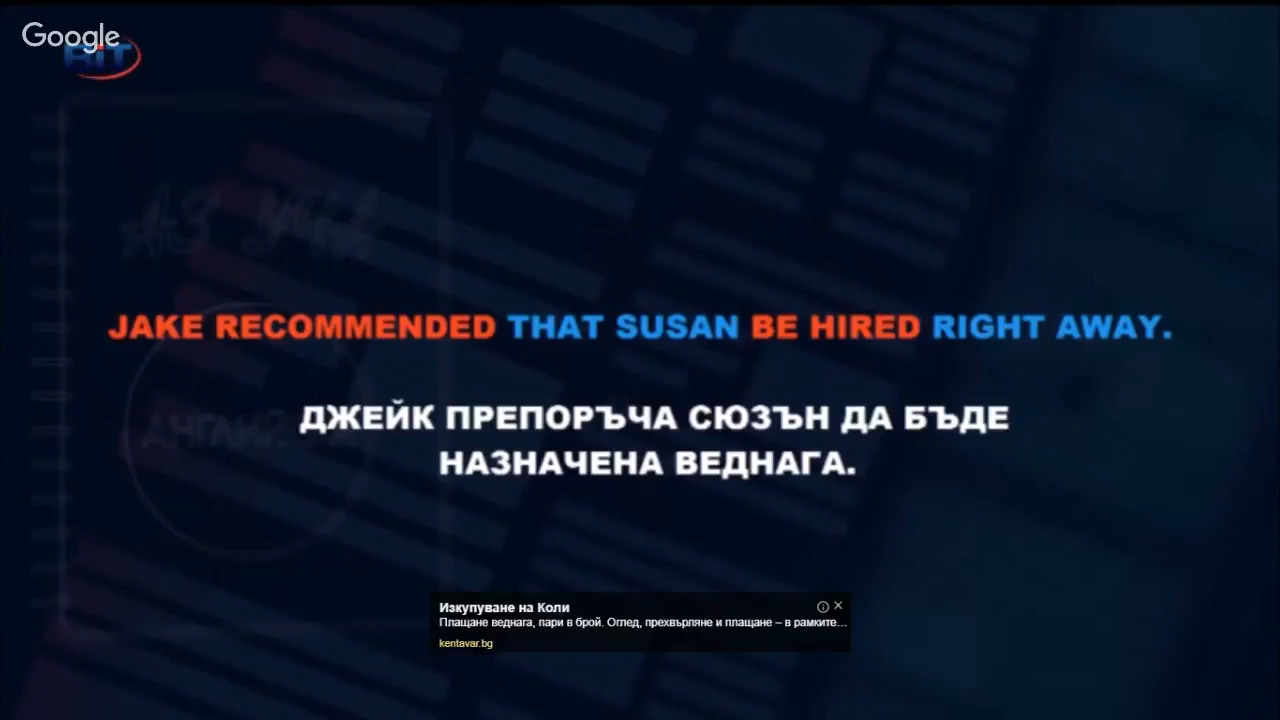 Google
BiT
JAKE RECOMMENDED THAT SUSAN BE HIRED RIGHT AWAY.
ДЖЕЙК ПРЕПОРЪЧА СЮЗЪН ДА БЪДЕ
НАЗНАЧЕНА ВЕДНАГА.
Изкупуване на Коли
Плащане веднага, пари в брой. Оглед, прехвърляне и плащане – в рамките...
kentavar.bg